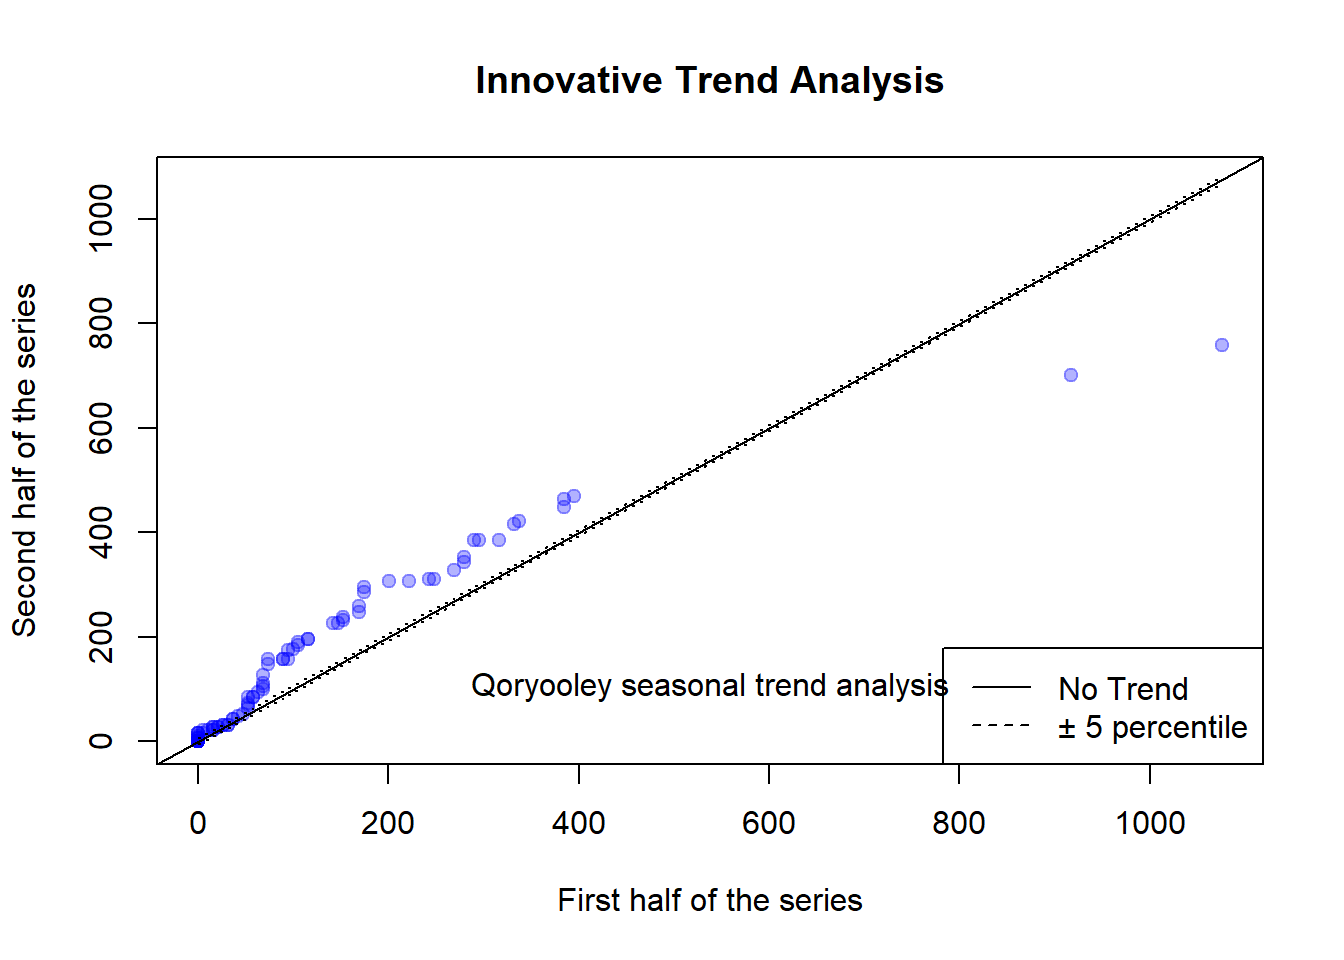 Innovative Trend Analysis
Second half of the series
1000
800
600
400
200
0
Qoryooley seasonal trend analysis
No Trend
± 5 percentile
0 200 400 600 800 1000
First half of the series